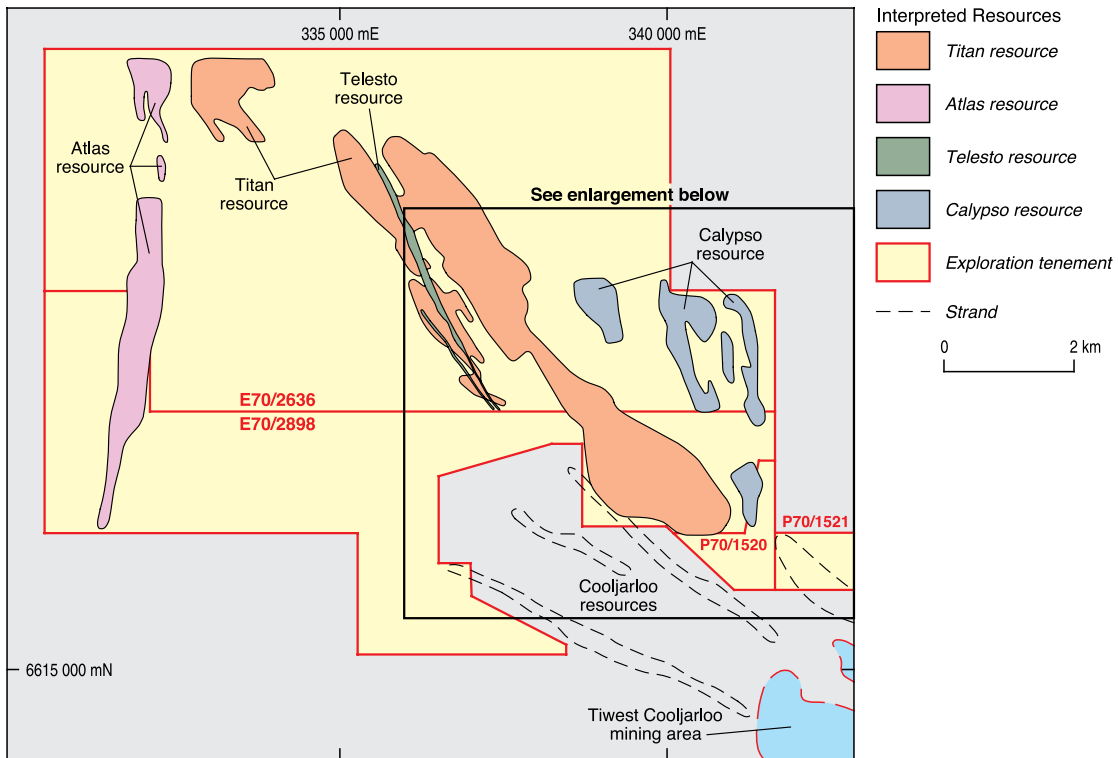 335 000 mE
340 000 mE
Telesto
resource
Atlas
resource
Titan
resource
See enlargement below
Calypso
resource
E70/2636
E70/2898
P70/1521
P70/1520
Cooljarloo
resources
6615 000 mN
Tiwest Cooljarloo
mining area
Interpreted Resources
Titan resource
Atlas resource
Telesto resource
Calypso resource
Exploration tenement
Strand
0 2 km